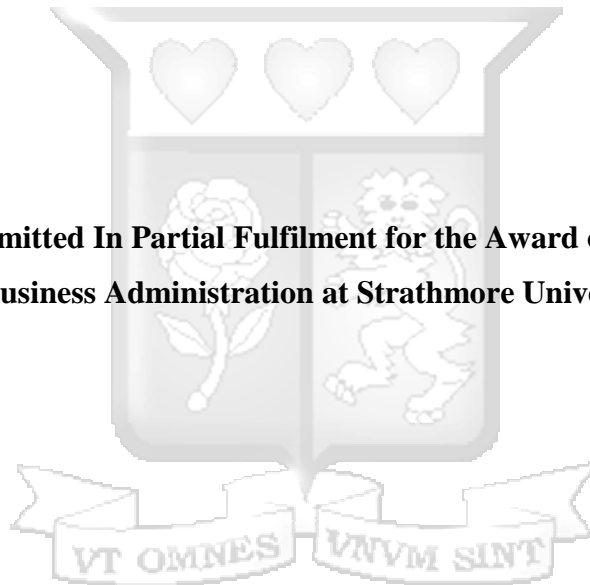 mitted In Partial Fulfilment for the Award
usiness Administration at Strathmore Unive
VT OMNES VNVM SINT